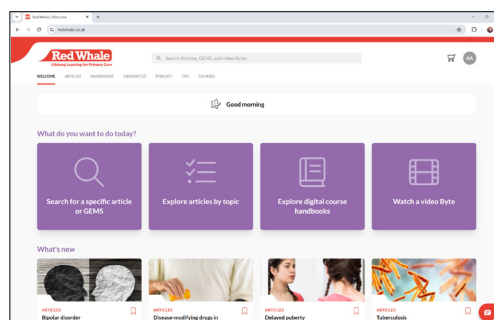 Red Whale | Welcome
redwhale.co.uk
Red Whale
Lifelong Learning for Primary Care
Search Articles, GEMS, and video Bytes
AA
WELCOME ARTICLES HANDBOOKS VIDEO BYTES PODCAST CPD COURSES
Good morning
What do you want to do today?
Search for a specific article
or GEMS
Explore articles by topic
Explore digital course
handbooks
Watch a video Byte
What's new
ARTICLES
Bipolar disorder
ARTICLES
Disease-modifying drugs in
ARTICLES
Delayed puberty
ARTICLES
Tuberculosis